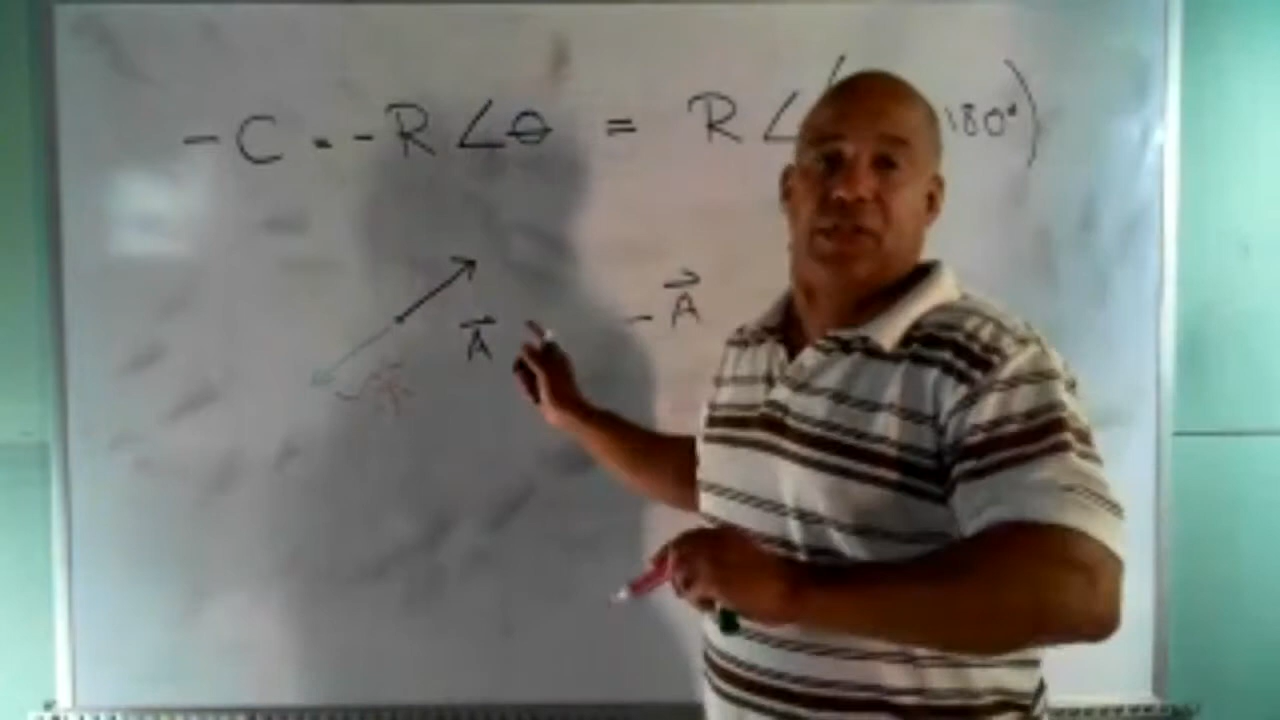 -C = -R∠θ = R∠( 180°)
-A⃗
A⃗